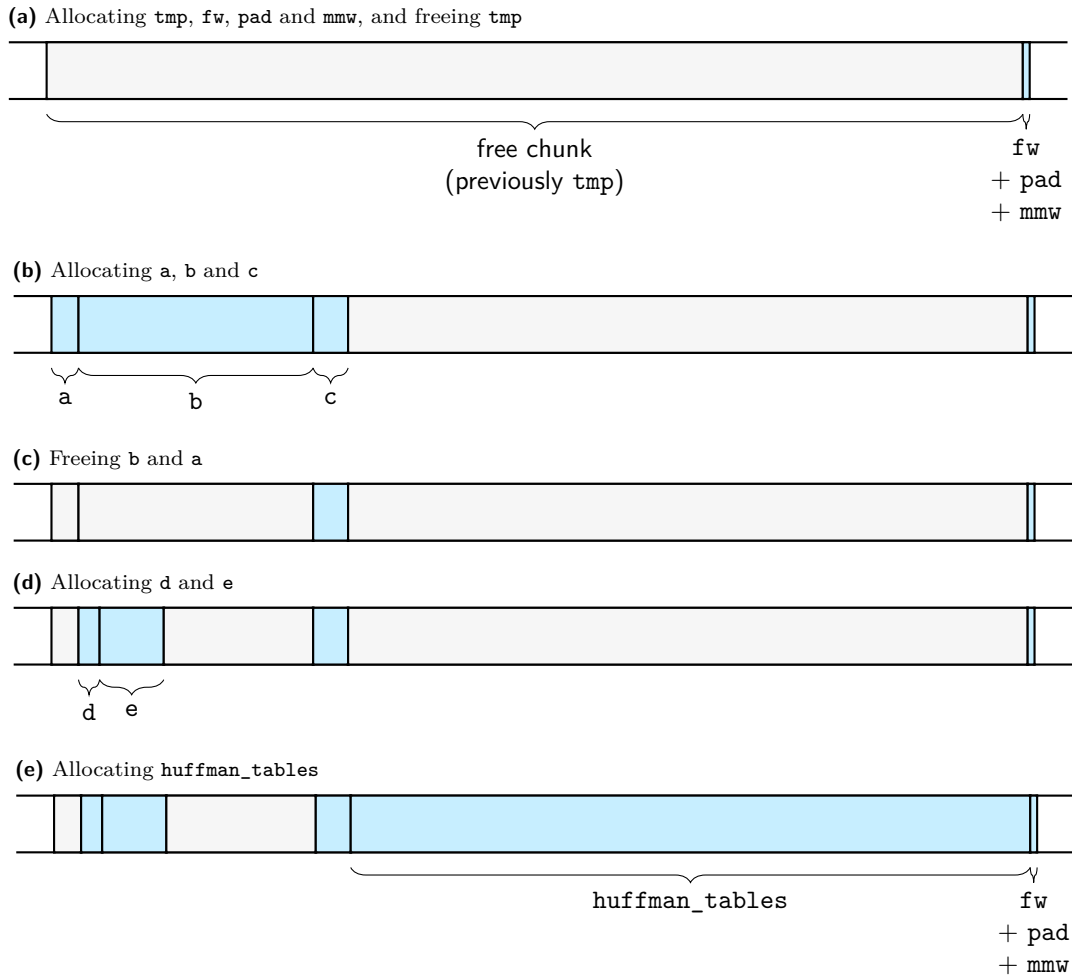 (a) Allocating tmp, fw, pad and mmw, and freeing tmp
free chunk
(previously tmp)
fw
+ pad
+ mmw
(b) Allocating a, b and c
a
b
c
(c) Freeing b and a
(d) Allocating d and e
d
e
(e) Allocating huffman_tables
huffman_tables
fw
+ pad
+ mmw